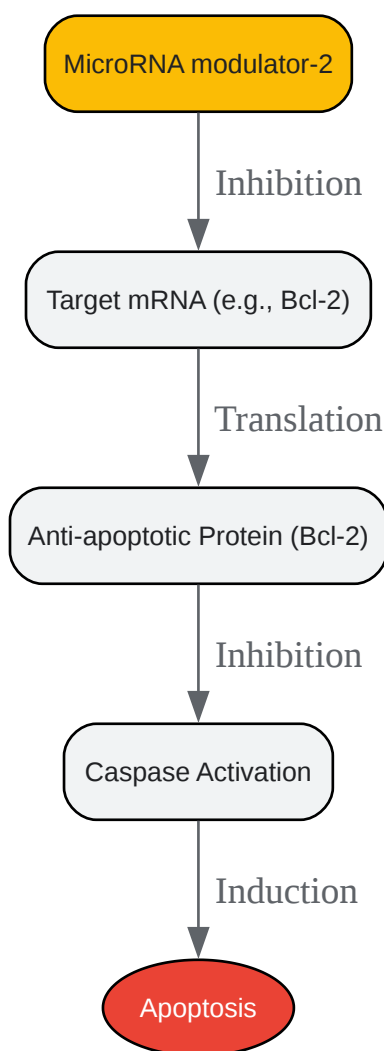 MicroRNA modulator-2
Inhibition
Target mRNA (e.g., Bcl-2)
Translation
Anti-apoptotic Protein (Bcl-2)
Inhibition
Caspase Activation
Induction
Apoptosis